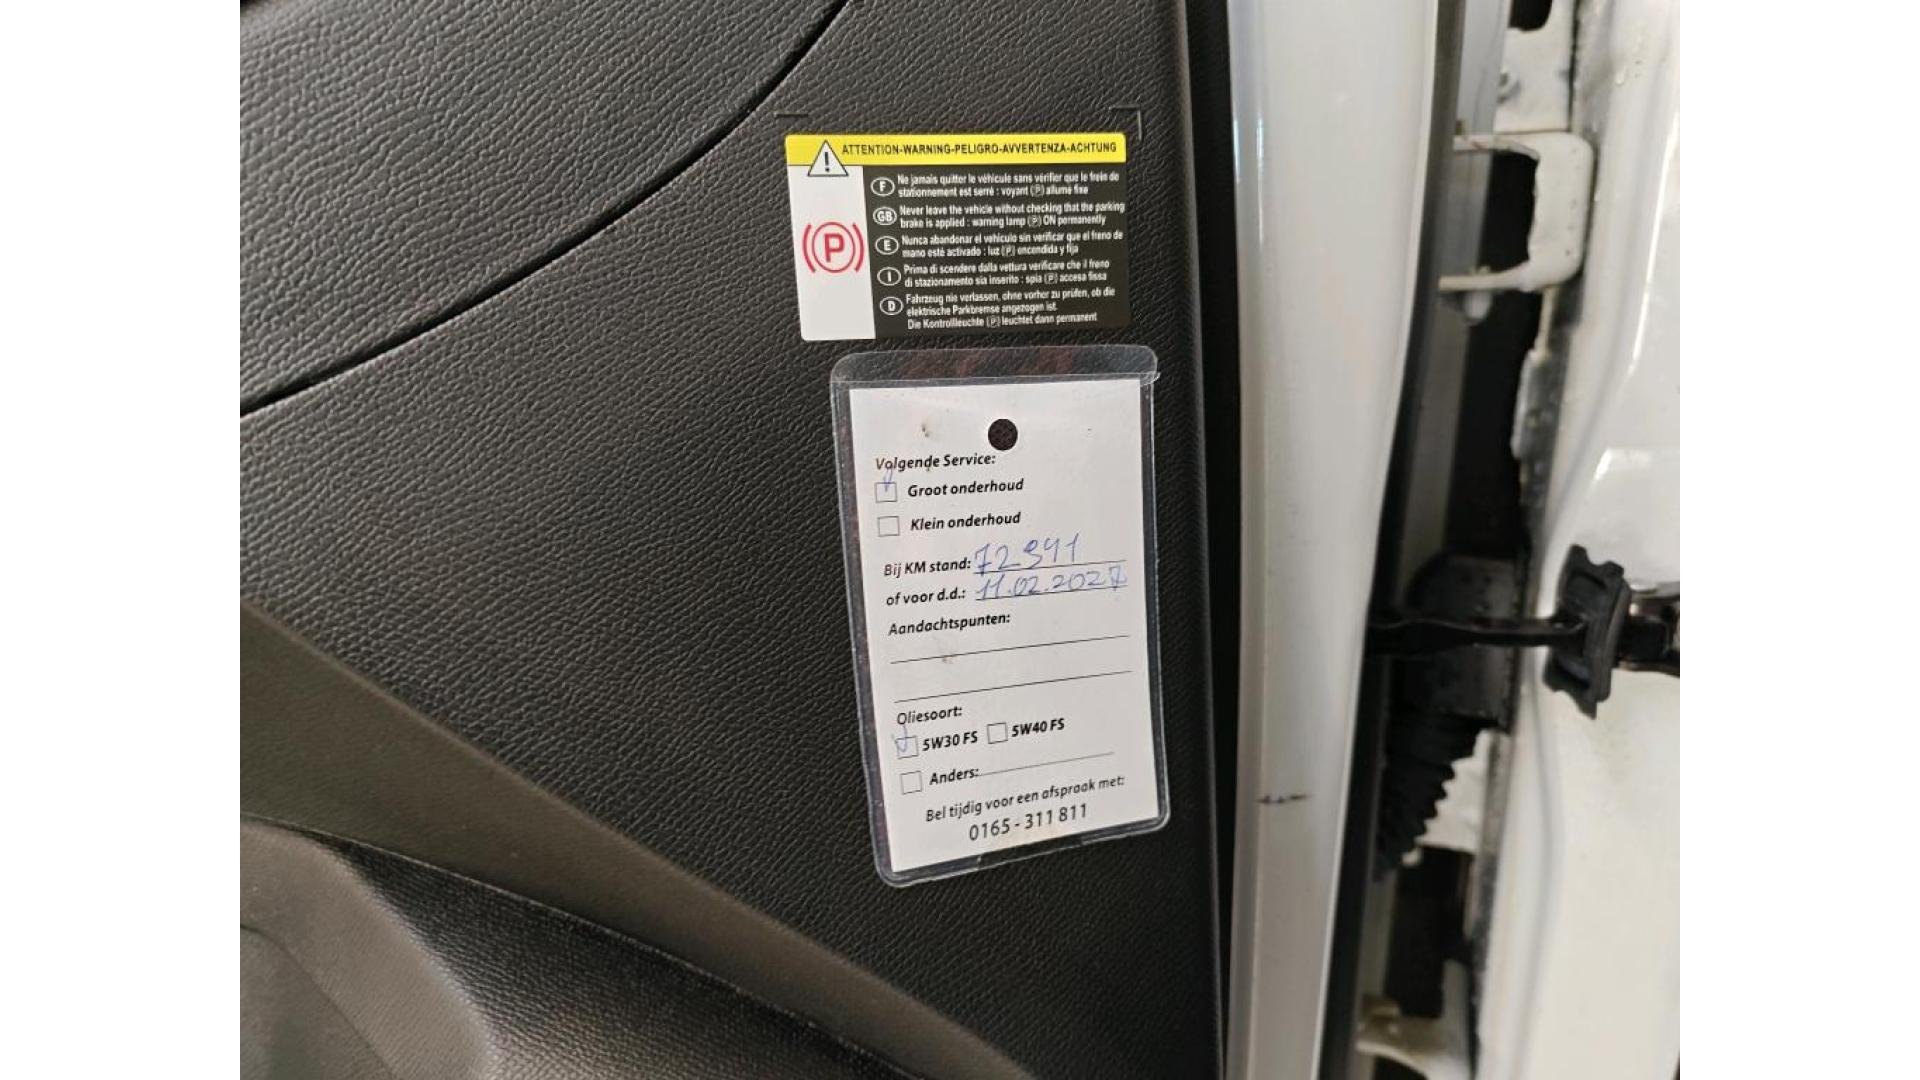 ATTENTION-WARNING-PELIGRO-AVVERTENZA-ACHTUNG
F Ne jamais quitter le véhicule sans vérifier que le frein de
stationnement est serré : voyant (P) allumé fixe
GB Never leave the vehicle without checking that the parking
brake is applied : warning lamp (P) ON permanently
E Nunca abandonar el vehiculo sin verificar que el freno de
mano esté activado : luz (P) encendida y fija
I Prima di scendere dalla vettura verificare che il freno
di stazionamento sia inserito : spia (P) accesa fissa
D Fahrzeug nie verlassen, ohne vorher zu prüfen, ob die
elektrische Parkbremse angezogen ist.
Die Kontrollleuchte (P) leuchtet dann permanent
(P)
Volgende Service:
Groot onderhoud
Klein onderhoud
Bij KM stand: 72941
of voor d.d.: 11.02.2027
Aandachtspunten:
Oliesoort:
5W30 FS 5W40 FS
Anders:
Bel tijdig voor een afspraak met:
0165 - 311 811